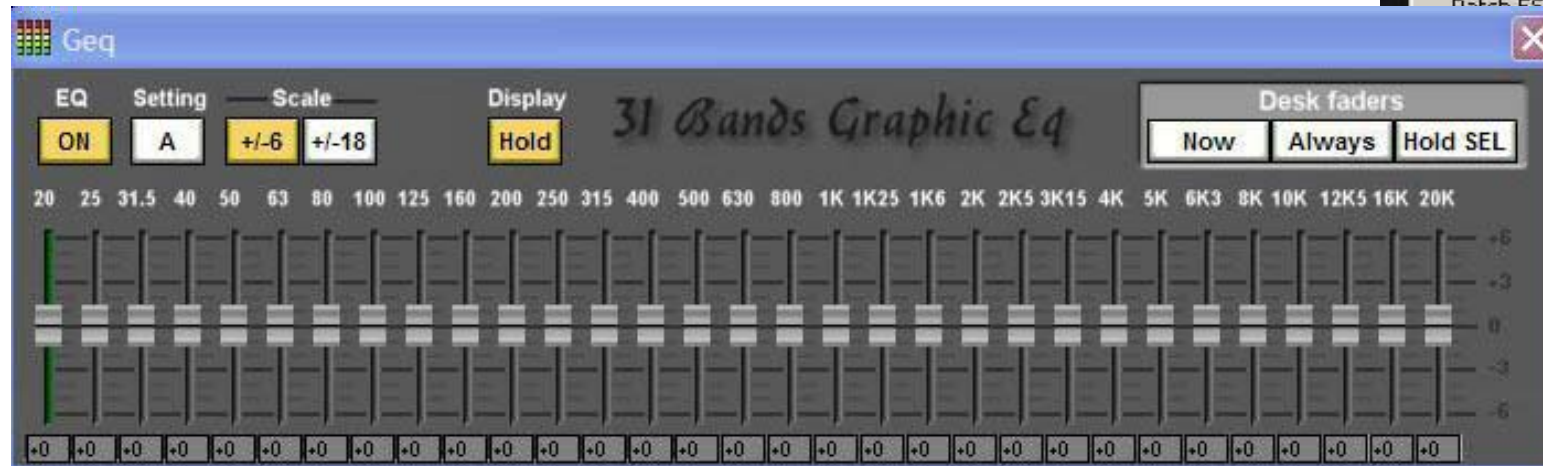 Geq
EQ Setting Scale Display 31 Bands Graphic Eq Desk faders
ON A +/-6 +/-18 Hold Now Always Hold SEL
20 25 31.5 40 50 63 80 100 125 160 200 250 315 400 500 630 800 1K 1K25 1K6 2K 2K5 3K15 4K 5K 6K3 8K 10K 12K5 16K 20K
+6
+3
0
-3
-6
+0 +0 +0 +0 +0 +0 +0 +0 +0 +0 +0 +0 +0 +0 +0 +0 +0 +0 +0 +0 +0 +0 +0 +0 +0 +0 +0 +0 +0 +0 +0